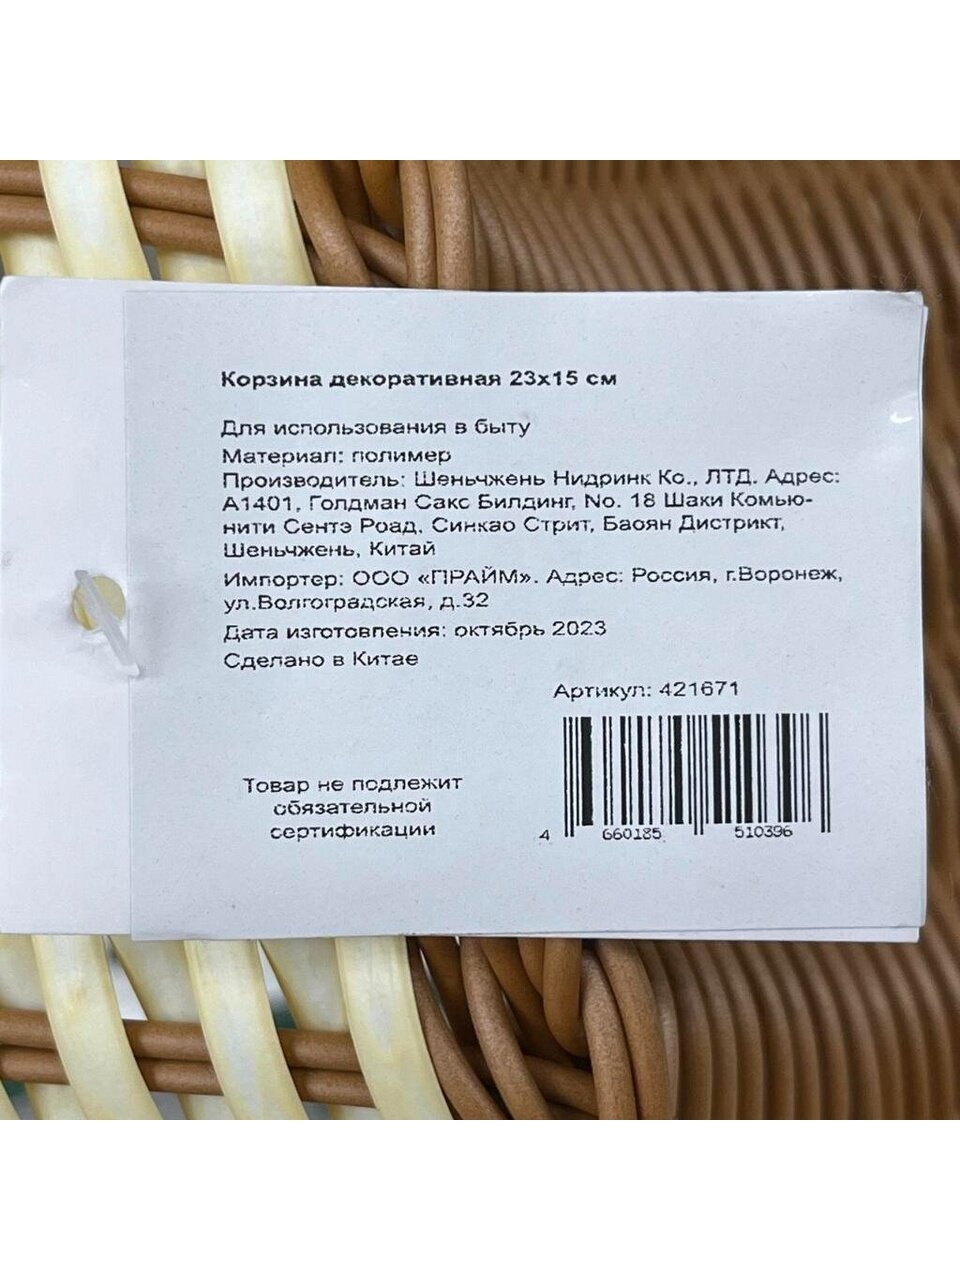 Корзина декоративная 23х15 см
Для использования в быту
Материал: полимер
Производитель: Шеньчжень Нидринк Ко., ЛТД. Адрес:
А1401, Голдман Сакс Билдинг, No. 18 Шаки Комью-
нити Сентэ Роад, Синкао Стрит, Баоян Дистрикт,
Шеньчжень, Китай
Импортер: ООО «ПРАЙМ». Адрес: Россия, г.Воронеж,
ул.Волгоградская, д.32
Дата изготовления: октябрь 2023
Сделано в Китае
Артикул: 421671
Товар не подлежит
обязательной
сертификации
4 660185 510396